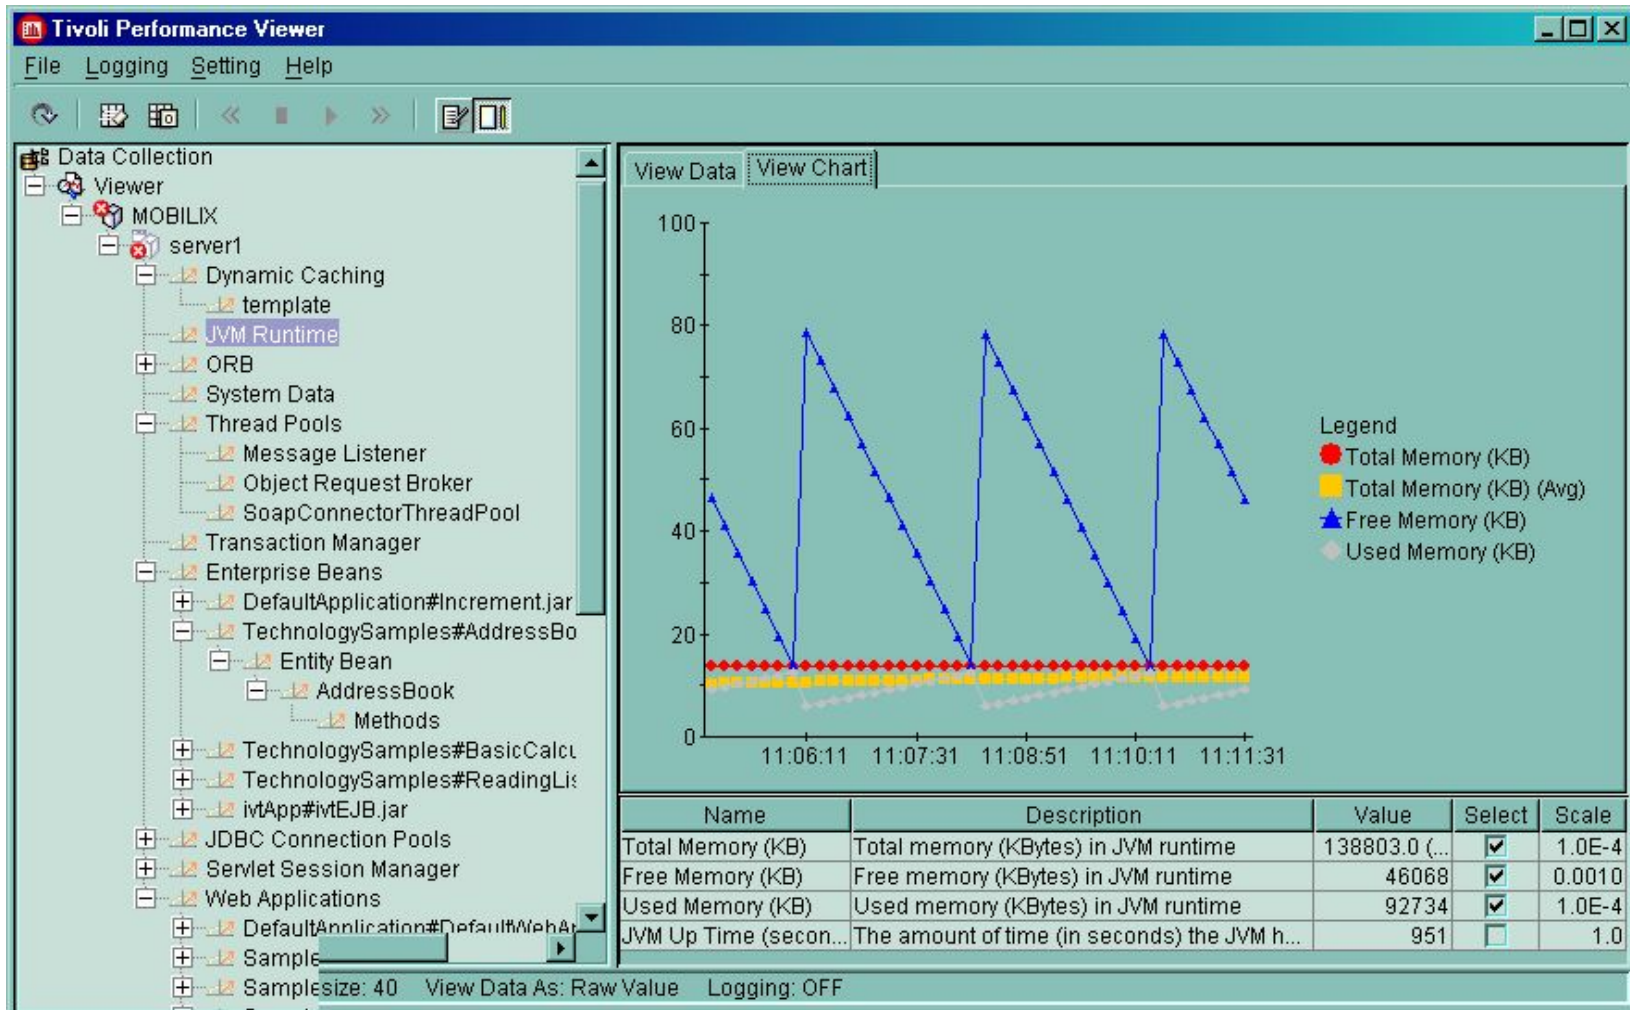 Tivoli Performance Viewer
File Logging Setting Help
Data Collection
Viewer
MOBILIX
server1
Dynamic Caching
template
JVM Runtime
ORB
System Data
Thread Pools
Message Listener
Object Request Broker
SoapConnectorThreadPool
Transaction Manager
Enterprise Beans
DefaultApplication#Increment.jar
TechnologySamples#AddressBo
Entity Bean
AddressBook
Methods
TechnologySamples#BasicCalcu
TechnologySamples#ReadingLis
ivtApp#ivtEJB.jar
JDBC Connection Pools
Servlet Session Manager
Web Applications
DefaultApplication#DefaultWebAp
Sample
Sample
View Data View Chart
100
80
60
40
20
0
11:06:11 11:07:31 11:08:51 11:10:11 11:11:31
Legend
Total Memory (KB)
Total Memory (KB) (Avg)
Free Memory (KB)
Used Memory (KB)
Name Description Value Select Scale
Total Memory (KB) Total memory (KBytes) in JVM runtime 138803.0 (... 1.0E-4
Free Memory (KB) Free memory (KBytes) in JVM runtime 46068 0.0010
Used Memory (KB) Used memory (KBytes) in JVM runtime 92734 1.0E-4
JVM Up Time (secon... The amount of time (in seconds) the JVM h... 951 1.0
size: 40 View Data As: Raw Value Logging: OFF